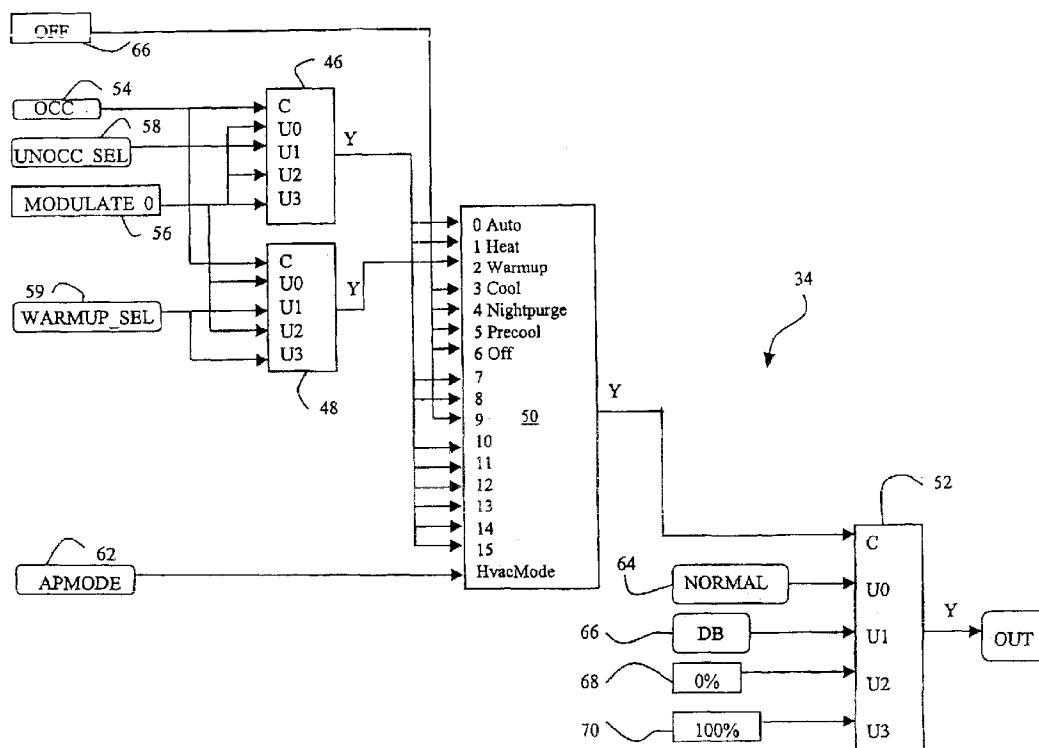 OFF
66
54
OCC
58
UNOCC_SEL
MODULATE_0
56
59
WARMUP_SEL
46
C
U0
U1
U2
U3
Y
C
U0
U1
U2
U3
Y
48
0 Auto
1 Heat
2 Warmup
3 Cool
4 Nightpurge
5 Precool
6 Off
7
8
9
50
10
11
12
13
14
15
HvacMode
Y
62
APMODE
34
52
C
U0
U1
U2
U3
Y
OUT
64
NORMAL
66
DB
68
0%
70
100%